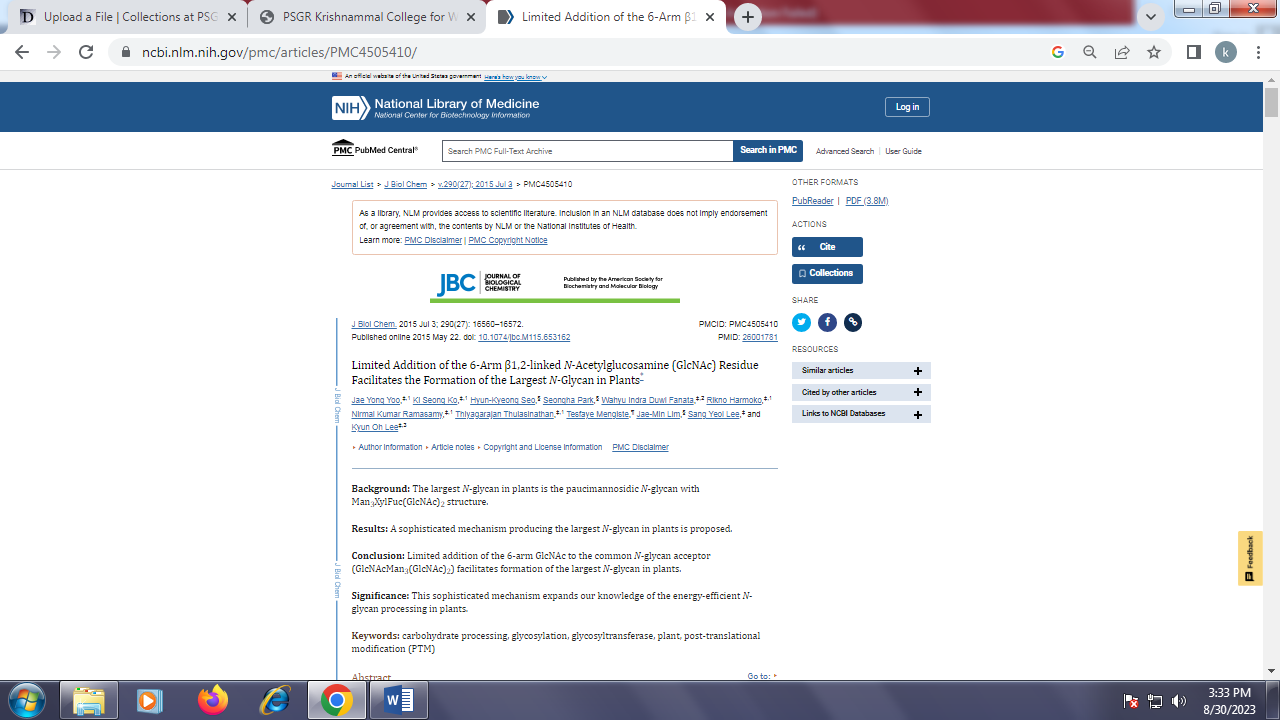 Upload a File | Collections at PSG
PSGR Krishnammal College for W
Limited Addition of the 6-Arm β1
ncbi.nlm.nih.gov/pmc/articles/PMC4505410/
k
An official website of the United States government Here's how you know
NIH National Library of Medicine
National Center for Biotechnology Information
Log in
PMC PubMed Central®
Search PMC Full-Text Archive
Search in PMC
Advanced Search | User Guide
Journal List > J Biol Chem > v.290(27); 2015 Jul 3 > PMC4505410
As a library, NLM provides access to scientific literature. Inclusion in an NLM database does not imply endorsement
of, or agreement with, the contents by NLM or the National Institutes of Health.
Learn more: PMC Disclaimer | PMC Copyright Notice
JBC JOURNAL OF
BIOLOGICAL
CHEMISTRY
Published by the American Society for
Biochemistry and Molecular Biology
J Biol Chem. 2015 Jul 3; 290(27): 16560–16572.
Published online 2015 May 22. doi: 10.1074/jbc.M115.653162
PMCID: PMC4505410
PMID: 26001781
Limited Addition of the 6-Arm β1,2-linked N-Acetylglucosamine (GlcNAc) Residue
Facilitates the Formation of the Largest N-Glycan in Plants*
Jae Yong Yoo,‡,1 Ki Seong Ko,‡,1 Hyun-Kyeong Seo,§ Seongha Park,§ Wahyu Indra Duwi Fanata,‡,2 Rikno Harmoko,‡,1
Nirmal Kumar Ramasamy,‡,1 Thiyagarajan Thulasinathan,‡,1 Tesfaye Mengiste,¶ Jae-Min Lim,§ Sang Yeol Lee,‡ and
Kyun Oh Lee‡,3
▸ Author information ▸ Article notes ▸ Copyright and License information PMC Disclaimer
Background: The largest N-glycan in plants is the paucimannosidic N-glycan with
Man3XylFuc(GlcNAc)2 structure.
Results: A sophisticated mechanism producing the largest N-glycan in plants is proposed.
Conclusion: Limited addition of the 6-arm GlcNAc to the common N-glycan acceptor
(GlcNAcMan3(GlcNAc)2) facilitates formation of the largest N-glycan in plants.
Significance: This sophisticated mechanism expands our knowledge of the energy-efficient N-
glycan processing in plants.
Keywords: carbohydrate processing, glycosylation, glycosyltransferase, plant, post-translational
modification (PTM)
Abstract
Go to:
J Biol Chem
J Biol Chem
OTHER FORMATS
PubReader | PDF (3.8M)
ACTIONS
Cite
Collections
SHARE
RESOURCES
Similar articles
Cited by other articles
Links to NCBI Databases
Feedback
3:33 PM
8/30/2023